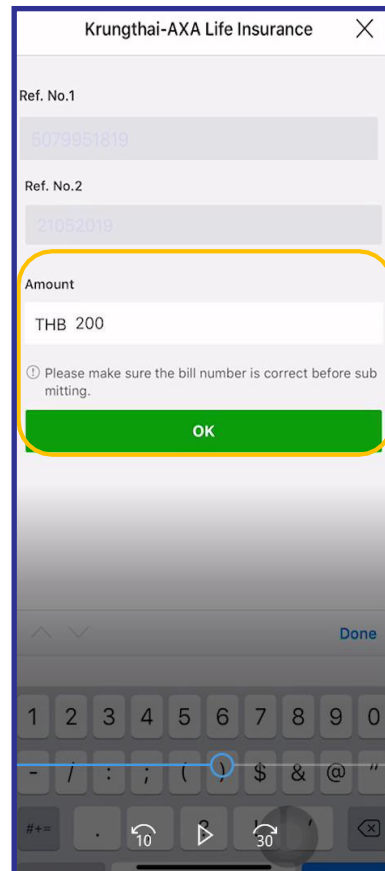 Krungthai-AXA Life Insurance
Ref. No.1
5079951819
Ref. No.2
21052019
Amount
THB 200
Please make sure the bill number is correct before sub
mitting.
OK
Done
1 2 3 4 5 6 7 8 9 0
- / : ; ( ) $ & @ "
#+= . , ? ! '
10 30